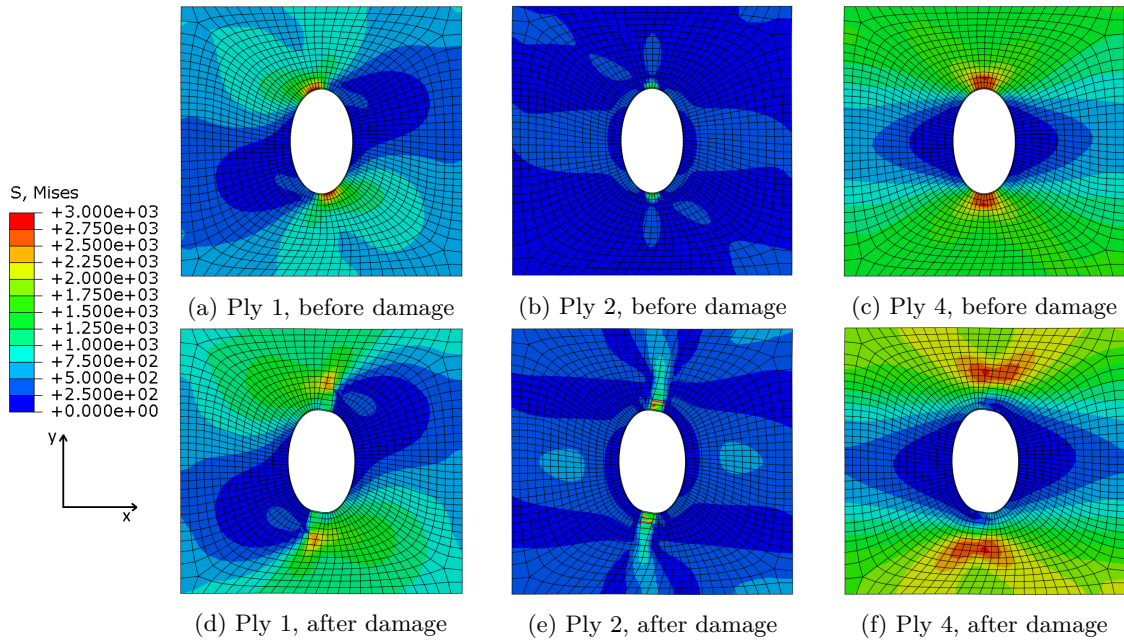 S, Mises
+3.000e+03
+2.750e+03
+2.500e+03
+2.250e+03
+2.000e+03
+1.750e+03
+1.500e+03
+1.250e+03
+1.000e+03
+7.500e+02
+5.000e+02
+2.500e+02
+0.000e+00
y
x
(a) Ply 1, before damage
(b) Ply 2, before damage
(c) Ply 4, before damage
(d) Ply 1, after damage
(e) Ply 2, after damage
(f) Ply 4, after damage